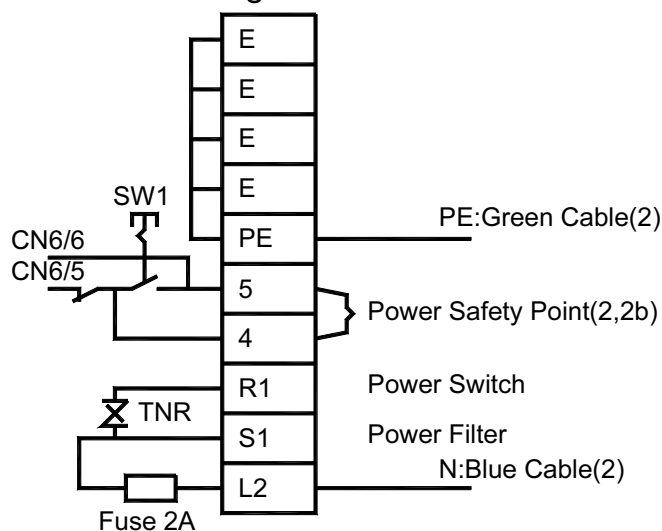 E
E
E
E
SW1
PE
PE:Green Cable(2)
CN6/6
CN6/5
5
Power Safety Point(2,2b)
4
R1
Power Switch
TNR
S1
Power Filter
L2
N:Blue Cable(2)
Fuse 2A